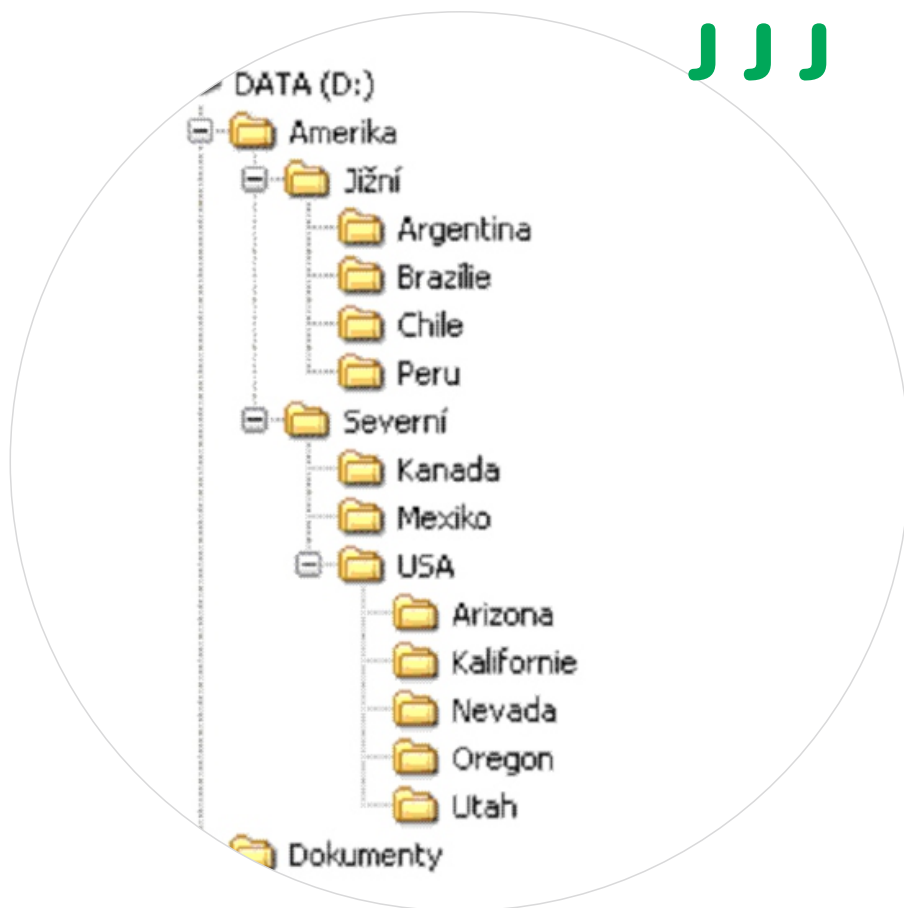 J J J
DATA (D:)
Amerika
Jižní
Argentina
Brazílie
Chile
Peru
Severní
Kanada
Mexiko
USA
Arizona
Kalifornie
Nevada
Oregon
Utah
Dokumenty